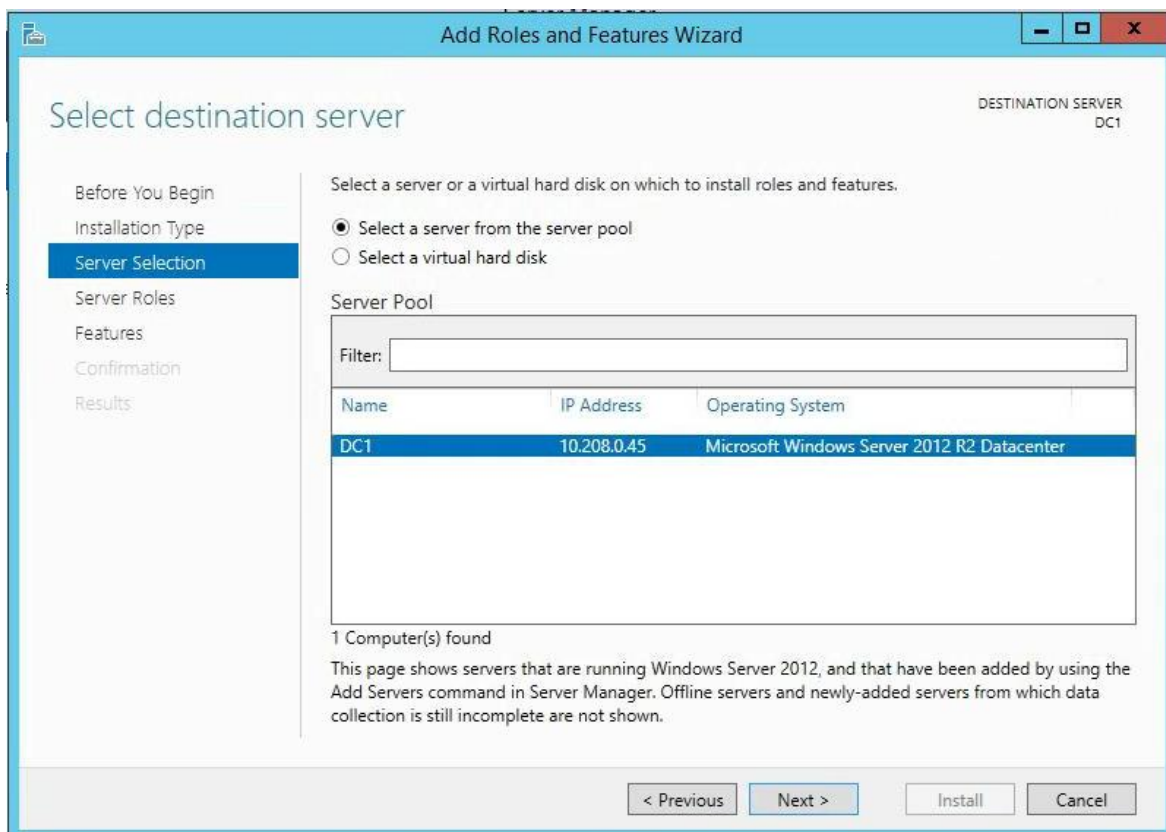 Add Roles and Features Wizard
Select destination server
DESTINATION SERVER
DC1
Before You Begin
Installation Type
Server Selection
Server Roles
Features
Confirmation
Results
Select a server or a virtual hard disk on which to install roles and features.
Select a server from the server pool
Select a virtual hard disk
Server Pool
Filter:
Name IP Address Operating System
DC1 10.208.0.45 Microsoft Windows Server 2012 R2 Datacenter
1 Computer(s) found
This page shows servers that are running Windows Server 2012, and that have been added by using the
Add Servers command in Server Manager. Offline servers and newly-added servers from which data
collection is still incomplete are not shown.
< Previous Next > Install Cancel